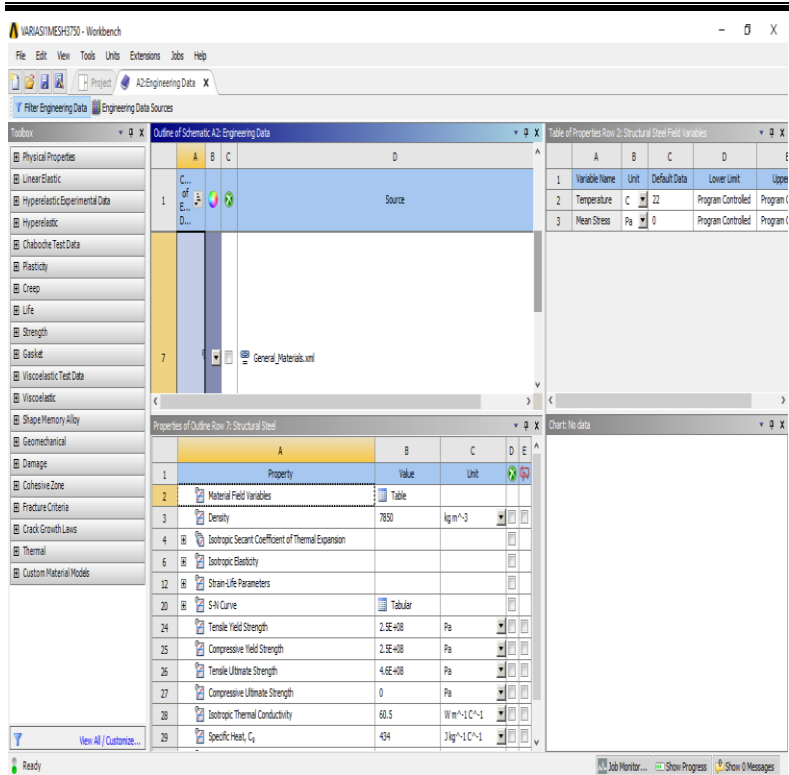 VARIASI1MESH3750 - Workbench
File Edit View Tools Units Extensions Jobs Help
Project A2:Engineering Data X
Filter Engineering Data Engineering Data Sources
Toolbox
Physical Properties
Linear Elastic
Hyperelastic Experimental Data
Hyperelastic
Chaboche Test Data
Plasticity
Creep
Life
Strength
Gasket
Viscoelastic Test Data
Viscoelastic
Shape Memory Alloy
Geomechanical
Damage
Cohesive Zone
Fracture Criteria
Crack Growth Laws
Thermal
Custom Material Models
View All / Customize...
Outline of Schematic A2: Engineering Data
A B C D
1 C... of E... D... Source
7 General_Materials.xml
Properties of Outline Row 7: Structural Steel
A B C D E
1 Property Value Unit
2 Material Field Variables Table
3 Density 7850 kg m^-3
4 Isotropic Secant Coefficient of Thermal Expansion
6 Isotropic Elasticity
12 Strain-Life Parameters
20 S-N Curve Tabular
24 Tensile Yield Strength 2.5E+08 Pa
25 Compressive Yield Strength 2.5E+08 Pa
26 Tensile Ultimate Strength 4.6E+08 Pa
27 Compressive Ultimate Strength 0 Pa
28 Isotropic Thermal Conductivity 60.5 W m^-1 C^-1
29 Specific Heat, Cₚ 434 J kg^-1 C^-1
Table of Properties Row 2: Structural Steel Field Variables
A B C D E
1 Variable Name Unit Default Data Lower Limit Upper
2 Temperature C 22 Program Controlled Program C
3 Mean Stress Pa 0 Program Controlled Program C
Chart: No data
Ready
Job Monitor... Show Progress Show 0 Messages